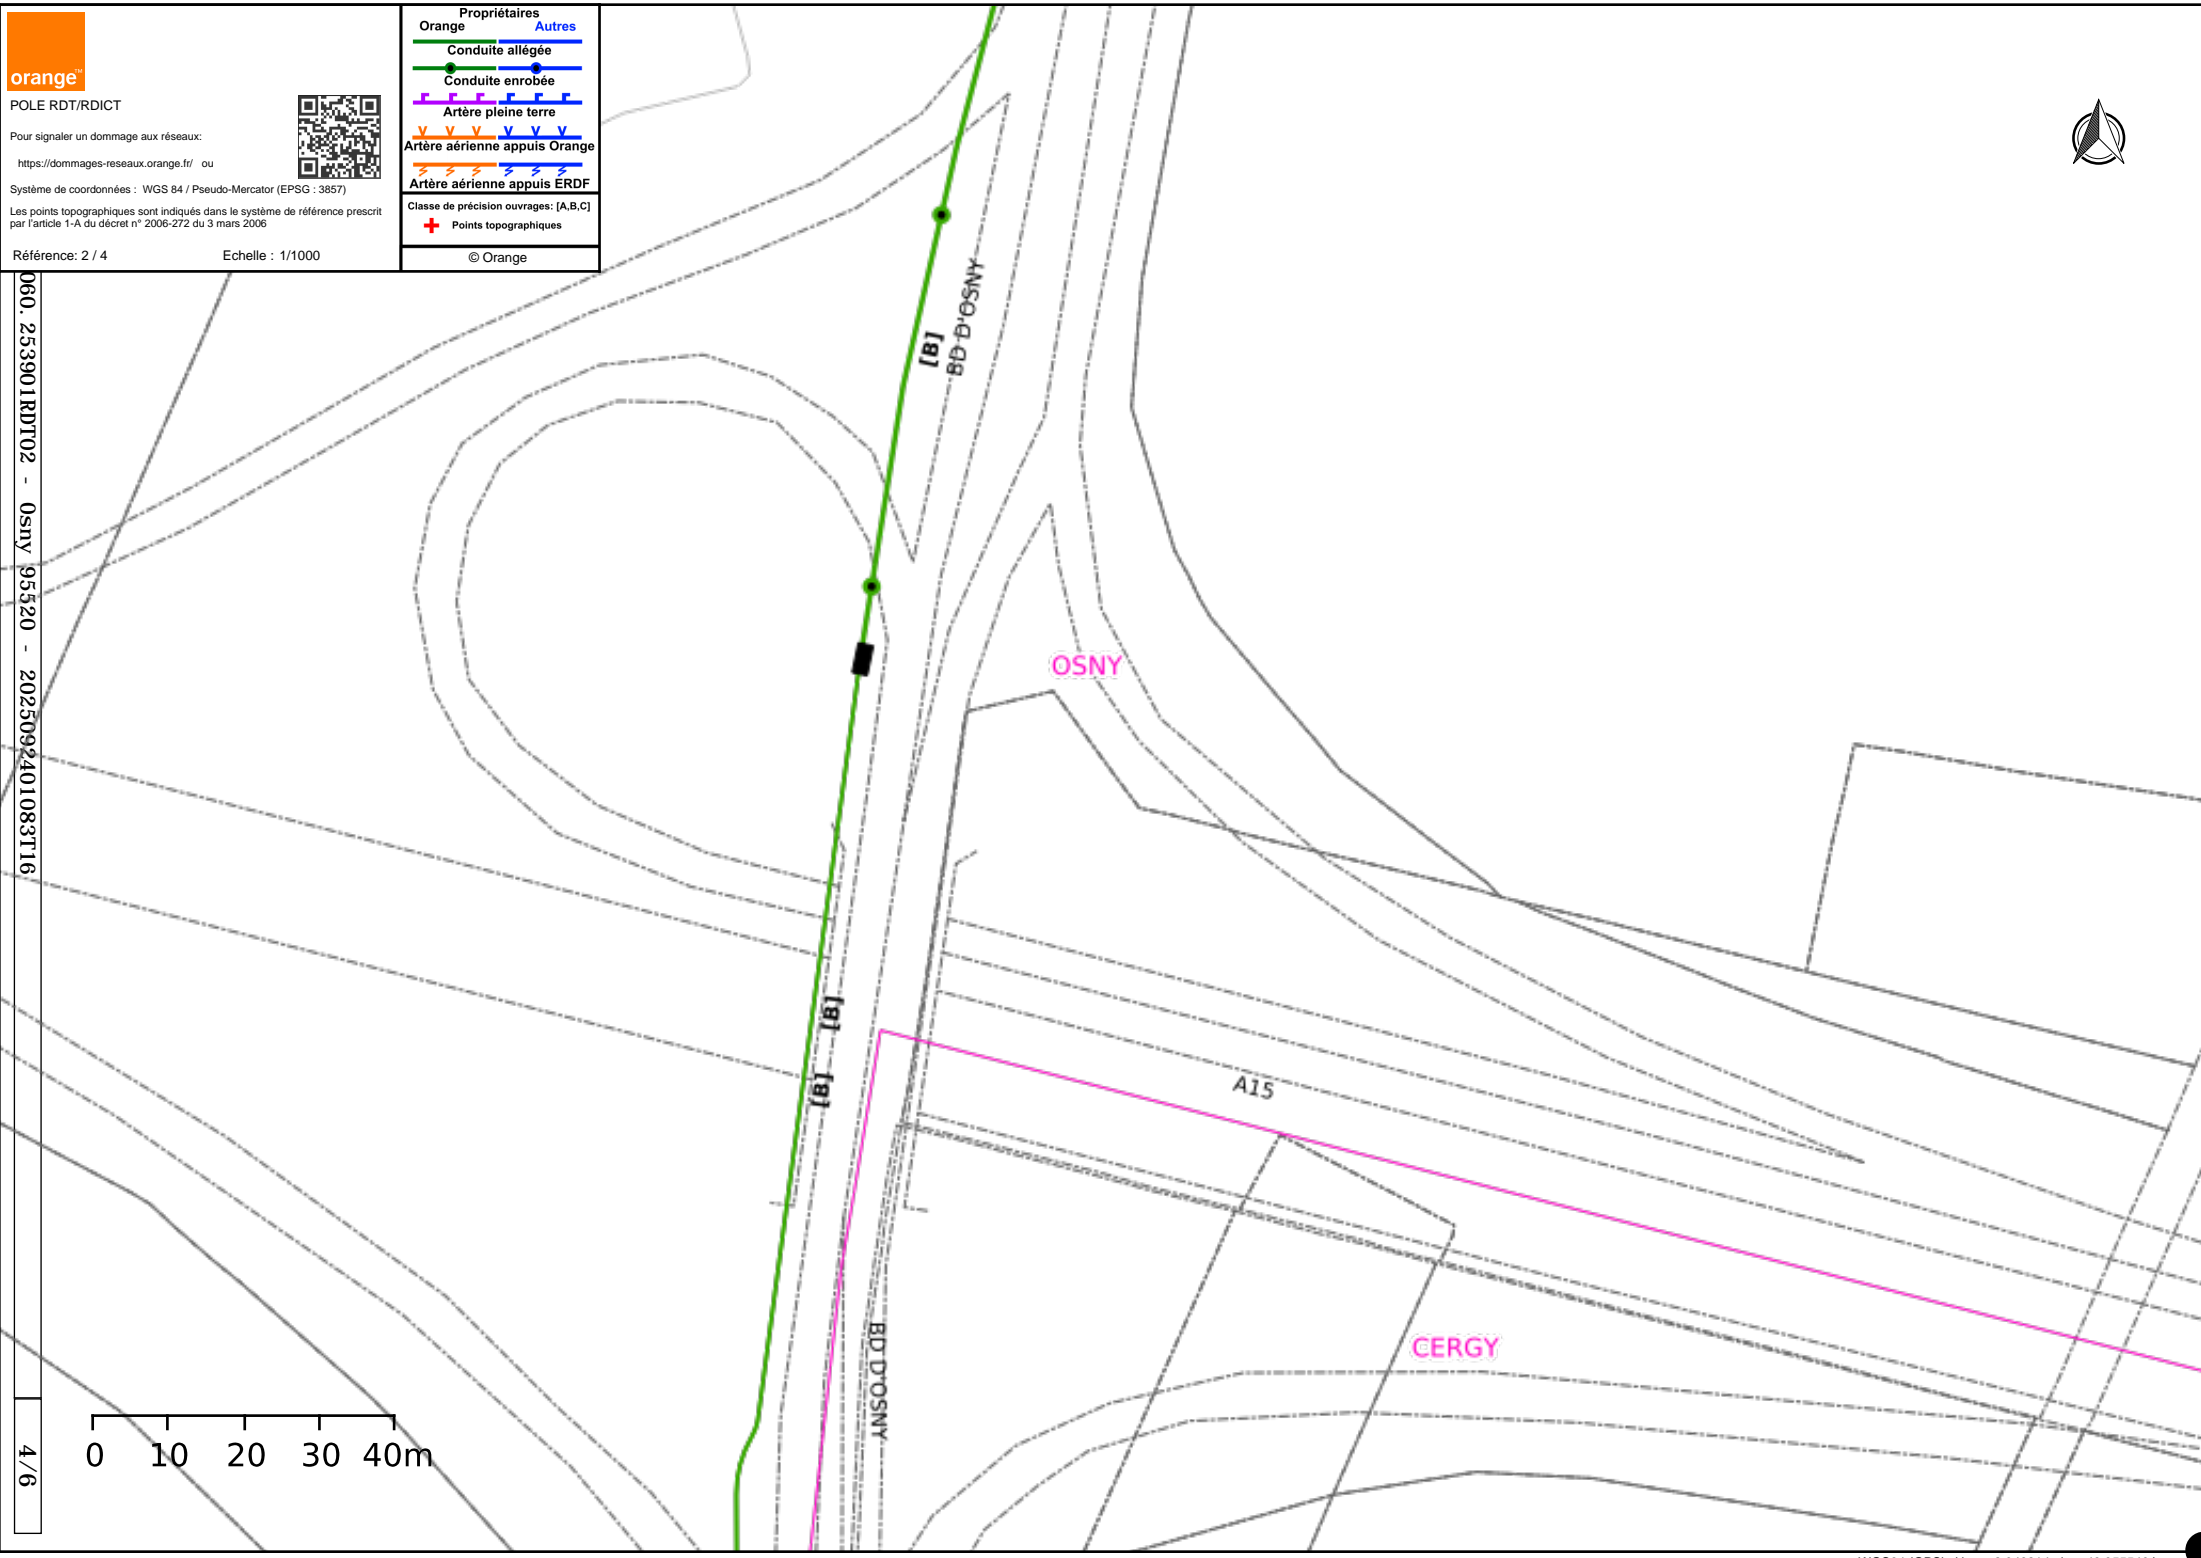 orange™
POLE RDT/RDICT
Pour signaler un dommage aux réseaux:
https://dommages-reseaux.orange.fr/ ou
Système de coordonnées : WGS 84 / Pseudo-Mercator (EPSG : 3857)
Les points topographiques sont indiqués dans le système de référence prescrit
par l'article 1-A du décret n° 2006-272 du 3 mars 2006
Référence: 2 / 4 Echelle : 1/1000
Propriétaires
Orange Autres
Conduite allégée
Conduite enrobée
Artère pleine terre
Artère aérienne appuis Orange
Artère aérienne appuis ERDF
Classe de précision ouvrages: [A,B,C]
Points topographiques
© Orange
060. 253901RDT02 - Osny 95520 - 2025092401083T16
4/6
[B]
BD D'OSNY
OSNY
[B]
[B]
A15
BD D'OSNY
CERGY
0 10 20 30 40m